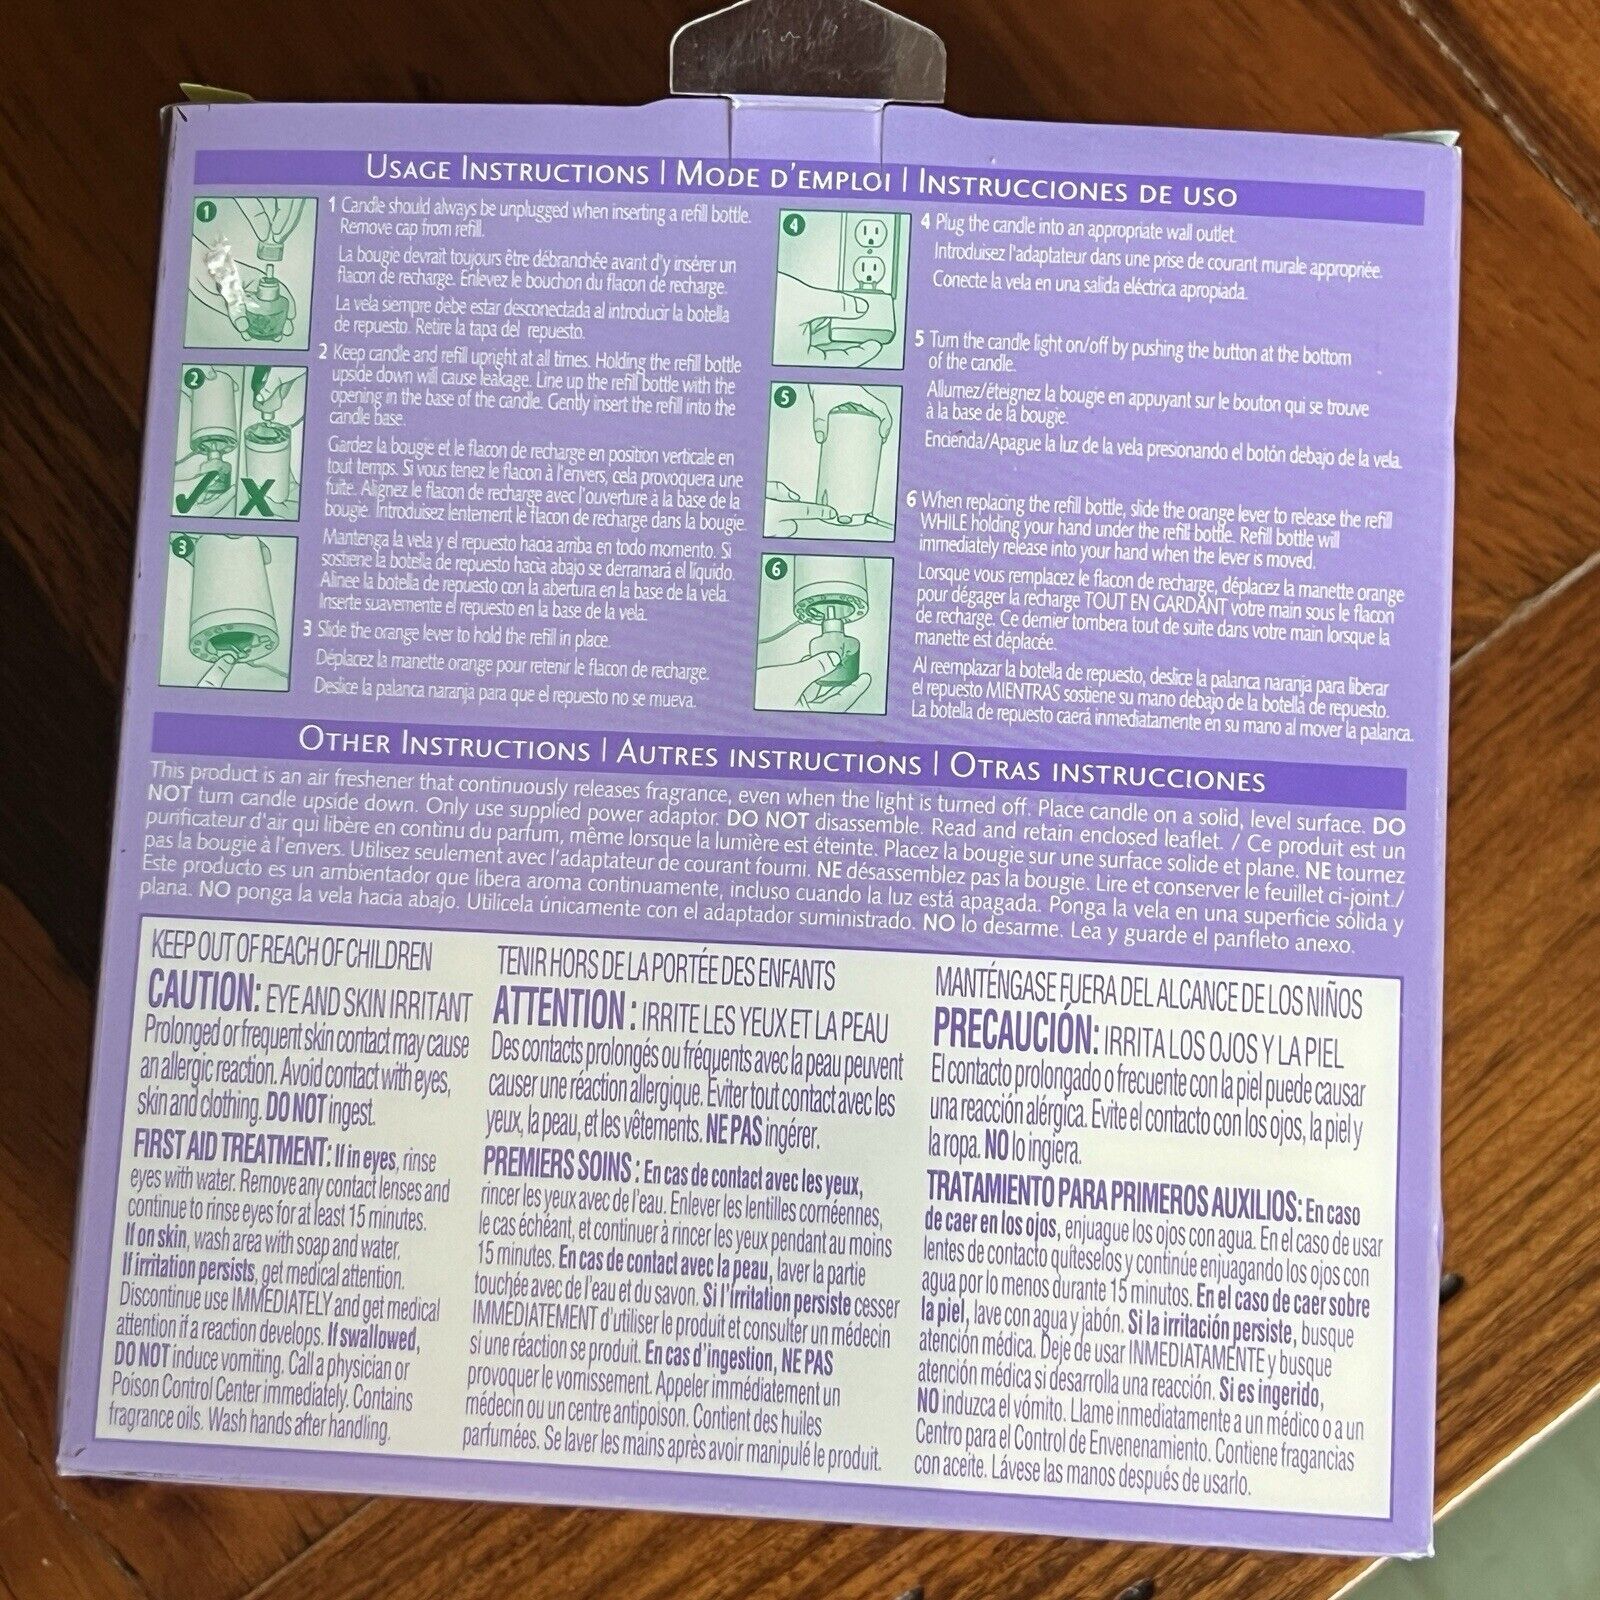 USAGE INSTRUCTIONS | MODE D'EMPLOI | INSTRUCCIONES DE USO
1
1 Candle should always be unplugged when inserting a refill bottle.
Remove cap from refill.
La bougie devrait toujours être débranchée avant d'y insérer un
flacon de recharge. Enlevez le bouchon du flacon de recharge.
La vela siempre debe estar desconectada al introducir la botella
de repuesto. Retire la tapa del repuesto.
2
2 Keep candle and refill upright at all times. Holding the refill bottle
upside down will cause leakage. Line up the refill bottle with the
opening in the base of the candle. Gently insert the refill into the
candle base.
Gardez la bougie et le flacon de recharge en position verticale en
tout temps. Si vous tenez le flacon à l'envers, cela provoquera une
fuite. Alignez le flacon de recharge avec l'ouverture à la base de la
bougie. Introduisez lentement le flacon de recharge dans la bougie.
Mantenga la vela y el repuesto hacia arriba en todo momento. Si
sostiene la botella de repuesto hacia abajo se derramará el líquido.
Alinee la botella de repuesto con la abertura en la base de la vela.
Inserte suavemente el repuesto en la base de la vela.
3
3 Slide the orange lever to hold the refill in place.
Déplacez la manette orange pour retenir le flacon de recharge.
Deslice la palanca naranja para que el repuesto no se mueva.
4
4 Plug the candle into an appropriate wall outlet.
Introduisez l'adaptateur dans une prise de courant murale appropriée.
Conecte la vela en una salida eléctrica apropiada.
5
5 Turn the candle light on/off by pushing the button at the bottom
of the candle.
Allumez/éteignez la bougie en appuyant sur le bouton qui se trouve
à la base de la bougie.
Encienda/Apague la luz de la vela presionando el botón debajo de la vela.
6
6 When replacing the refill bottle, slide the orange lever to release the refill
WHILE holding your hand under the refill bottle. Refill bottle will
immediately release into your hand when the lever is moved.
Lorsque vous remplacez le flacon de recharge, déplacez la manette orange
pour dégager la recharge TOUT EN GARDANT votre main sous le flacon
de recharge. Ce dernier tombera tout de suite dans votre main lorsque la
manette est déplacée.
Al reemplazar la botella de repuesto, deslice la palanca naranja para liberar
el repuesto MIENTRAS sostiene su mano debajo de la botella de repuesto.
La botella de repuesto caerá inmediatamente en su mano al mover la palanca.
OTHER INSTRUCTIONS | AUTRES INSTRUCTIONS | OTRAS INSTRUCCIONES
This product is an air freshener that continuously releases fragrance, even when the light is turned off. Place candle on a solid, level surface. DO
NOT turn candle upside down. Only use supplied power adaptor. DO NOT disassemble. Read and retain enclosed leaflet. / Ce produit est un
purificateur d'air qui libère en continu du parfum, même lorsque la lumière est éteinte. Placez la bougie sur une surface solide et plane. NE tournez
pas la bougie à l'envers. Utilisez seulement avec l'adaptateur de courant fourni. NE désassemblez pas la bougie. Lire et conserver le feuillet ci-joint./
Este producto es un ambientador que libera aroma continuamente, incluso cuando la luz está apagada. Ponga la vela en una superficie sólida y
plana. NO ponga la vela hacia abajo. Utilícela únicamente con el adaptador suministrado. NO lo desarme. Lea y guarde el panfleto anexo.
KEEP OUT OF REACH OF CHILDREN
CAUTION: EYE AND SKIN IRRITANT
Prolonged or frequent skin contact may cause
an allergic reaction. Avoid contact with eyes,
skin and clothing. DO NOT ingest.
FIRST AID TREATMENT: If in eyes, rinse
eyes with water. Remove any contact lenses and
continue to rinse eyes for at least 15 minutes.
If on skin, wash area with soap and water.
If irritation persists, get medical attention.
Discontinue use IMMEDIATELY and get medical
attention if a reaction develops. If swallowed,
DO NOT induce vomiting. Call a physician or
Poison Control Center immediately. Contains
fragrance oils. Wash hands after handling.
TENIR HORS DE LA PORTÉE DES ENFANTS
ATTENTION : IRRITE LES YEUX ET LA PEAU
Des contacts prolongés ou fréquents avec la peau peuvent
causer une réaction allergique. Éviter tout contact avec les
yeux, la peau, et les vêtements. NE PAS ingérer.
PREMIERS SOINS : En cas de contact avec les yeux,
rincer les yeux avec de l'eau. Enlever les lentilles cornéennes,
le cas échéant, et continuer à rincer les yeux pendant au moins
15 minutes. En cas de contact avec la peau, laver la partie
touchée avec de l'eau et du savon. Si l'irritation persiste cesser
IMMÉDIATEMENT d'utiliser le produit et consulter un médecin
si une réaction se produit. En cas d'ingestion, NE PAS
provoquer le vomissement. Appeler immédiatement un
médecin ou un centre antipoison. Contient des huiles
parfumées. Se laver les mains après avoir manipulé le produit.
MANTÉNGASE FUERA DEL ALCANCE DE LOS NIÑOS
PRECAUCIÓN: IRRITA LOS OJOS Y LA PIEL
El contacto prolongado o frecuente con la piel puede causar
una reacción alérgica. Evite el contacto con los ojos, la piel y
la ropa. NO lo ingiera.
TRATAMIENTO PARA PRIMEROS AUXILIOS: En caso
de caer en los ojos, enjuague los ojos con agua. En el caso de usar
lentes de contacto quíteselos y continúe enjuagando los ojos con
agua por lo menos durante 15 minutos. En el caso de caer sobre
la piel, lave con agua y jabón. Si la irritación persiste, busque
atención médica. Deje de usar INMEDIATAMENTE y busque
atención médica si desarrolla una reacción. Si es ingerido,
NO induzca el vómito. Llame inmediatamente a un médico o a un
Centro para el Control de Envenenamiento. Contiene fragancias
con aceite. Lávese las manos después de usarlo.